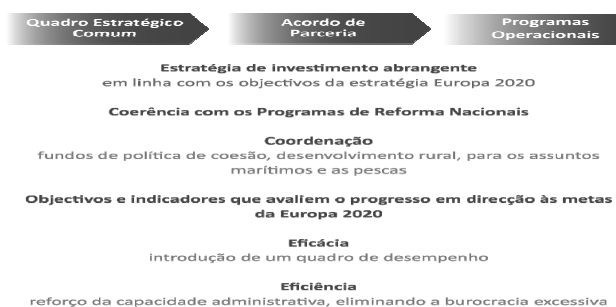 Quadro Estratégico
Comum
Acordo de
Parceria
Programas
Operacionais
Estratégia de investimento abrangente
em linha com os objectivos da estratégia Europa 2020
Coerência com os Programas de Reforma Nacionais
Coordenação
fundos de política de coesão, desenvolvimento rural, para os assuntos
marítimos e as pescas
Objectivos e indicadores que avaliem o progresso em direcção às metas
da Europa 2020
Eficácia
introdução de um quadro de desempenho
Eficiência
reforço da capacidade administrativa, eliminando a burocracia excessiva